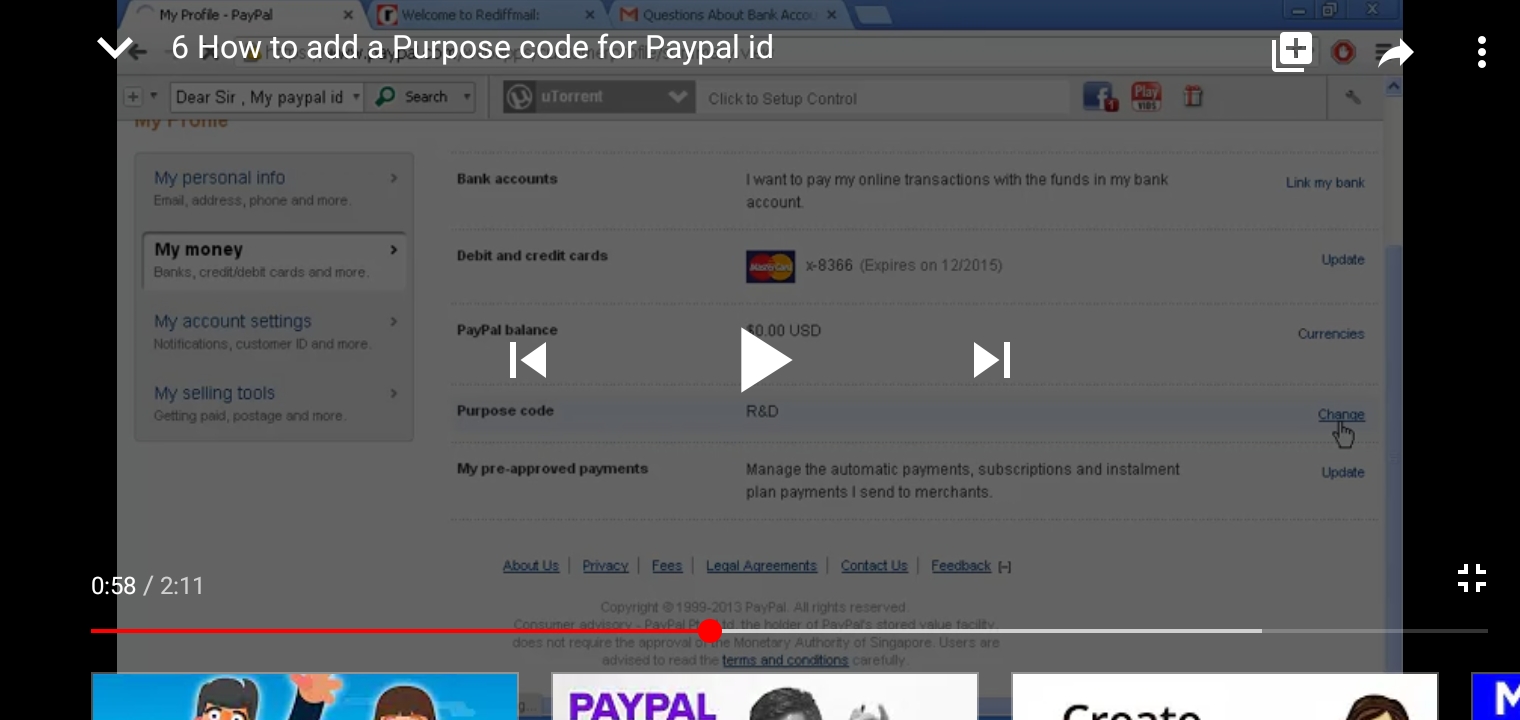 My Profile - PayPal
Welcome to Rediffmail:
Questions About Bank Accou
6 How to add a Purpose code for Paypal id
Dear Sir , My paypal id
Search
uTorrent
Click to Setup Control
1
Play
VIDS
My Profile
My personal info
Email, address, phone and more.
My money
Banks, credit/debit cards and more.
My account settings
Notifications, customer ID and more.
My selling tools
Getting paid, postage and more.
Bank accounts
I want to pay my online transactions with the funds in my bank
account.
Link my bank
Debit and credit cards
MasterCard
x-8366 (Expires on 12/2015)
Update
PayPal balance
$0.00 USD
Currencies
Purpose code
R&D
Change
My pre-approved payments
Manage the automatic payments, subscriptions and instalment
plan payments I send to merchants.
Update
About Us
Privacy
Fees
Legal Agreements
Contact Us
Feedback [–]
0:58 / 2:11
Copyright © 1999-2013 PayPal. All rights reserved.
Consumer advisory - PayPal Pte Ltd, the holder of PayPal's stored value facility,
does not require the approval of the Monetary Authority of Singapore. Users are
advised to read the terms and conditions carefully.
PAYPAL
Create
M